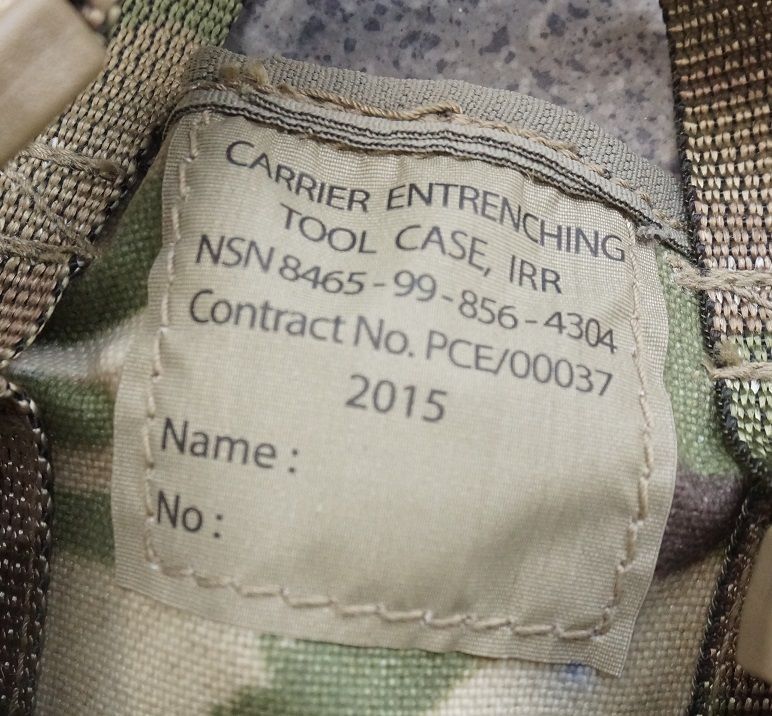 CARRIER ENTRENCHING
TOOL CASE, IRR
NSN 8465-99-856-4304
Contract No. PCE/00037
2015
Name :
No :